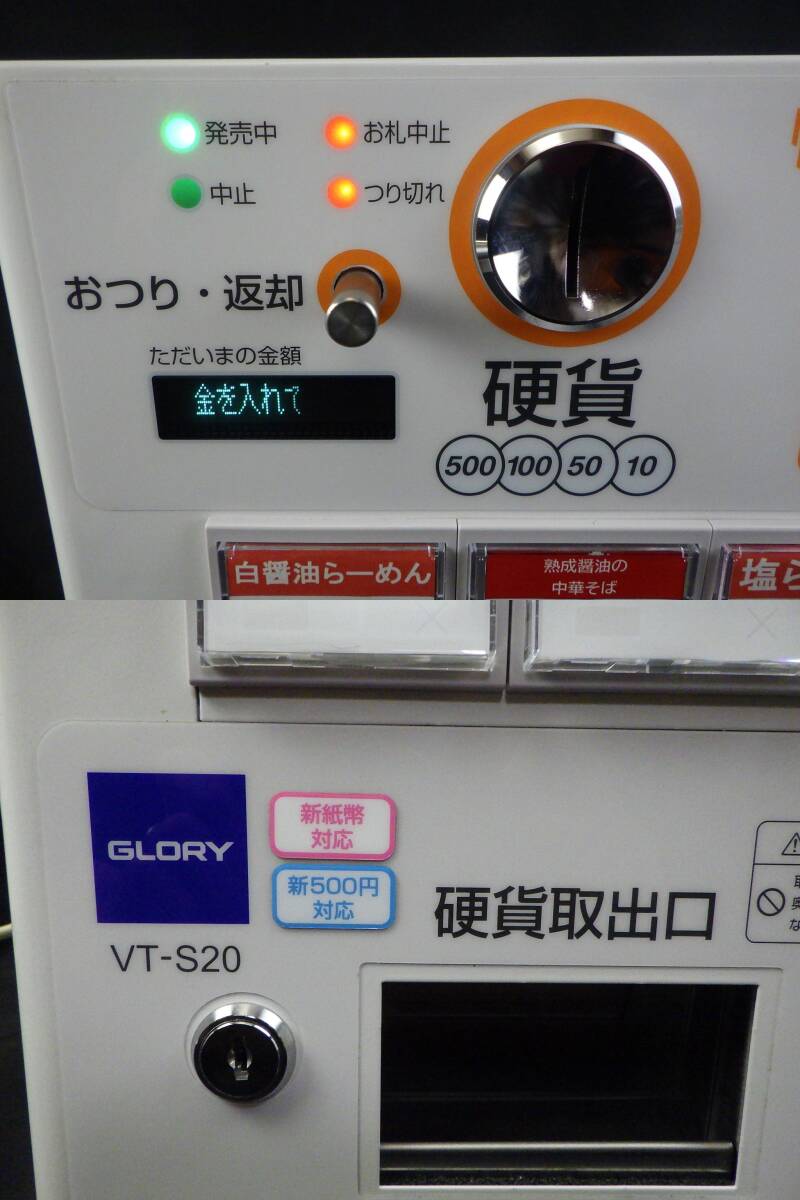 発売中
お札中止
中止
つり切れ
おつり・返却
ただいまの金額
金を入れて
硬貨
500 100 50 10
白醤油らーめん
熟成醤油の
中華そば
塩ら
GLORY
新紙幣
対応
新500円
対応
VT-S20
硬貨取出口